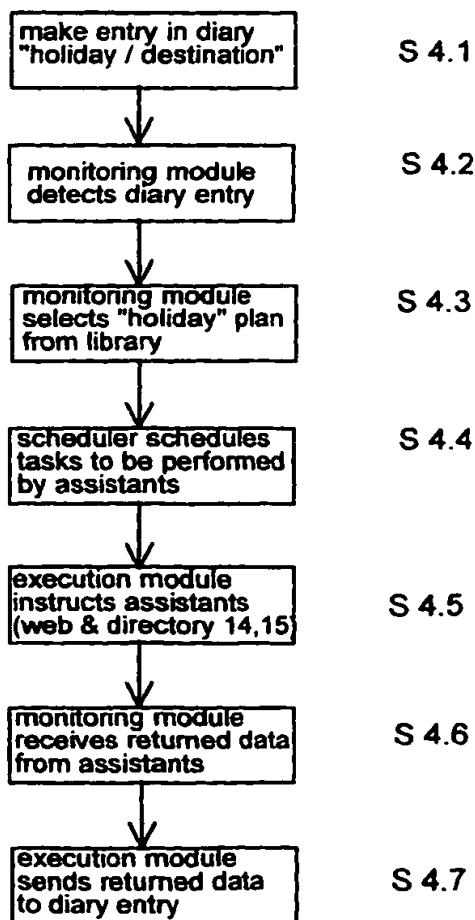 make entry in diary
"holiday / destination"
S 4.1
monitoring module
detects diary entry
S 4.2
monitoring module
selects "holiday" plan
from library
S 4.3
scheduler schedules
tasks to be performed
by assistants
S 4.4
execution module
instructs assistants
(web & directory 14,15)
S 4.5
monitoring module
receives returned data
from assistants
S 4.6
execution module
sends returned data
to diary entry
S 4.7